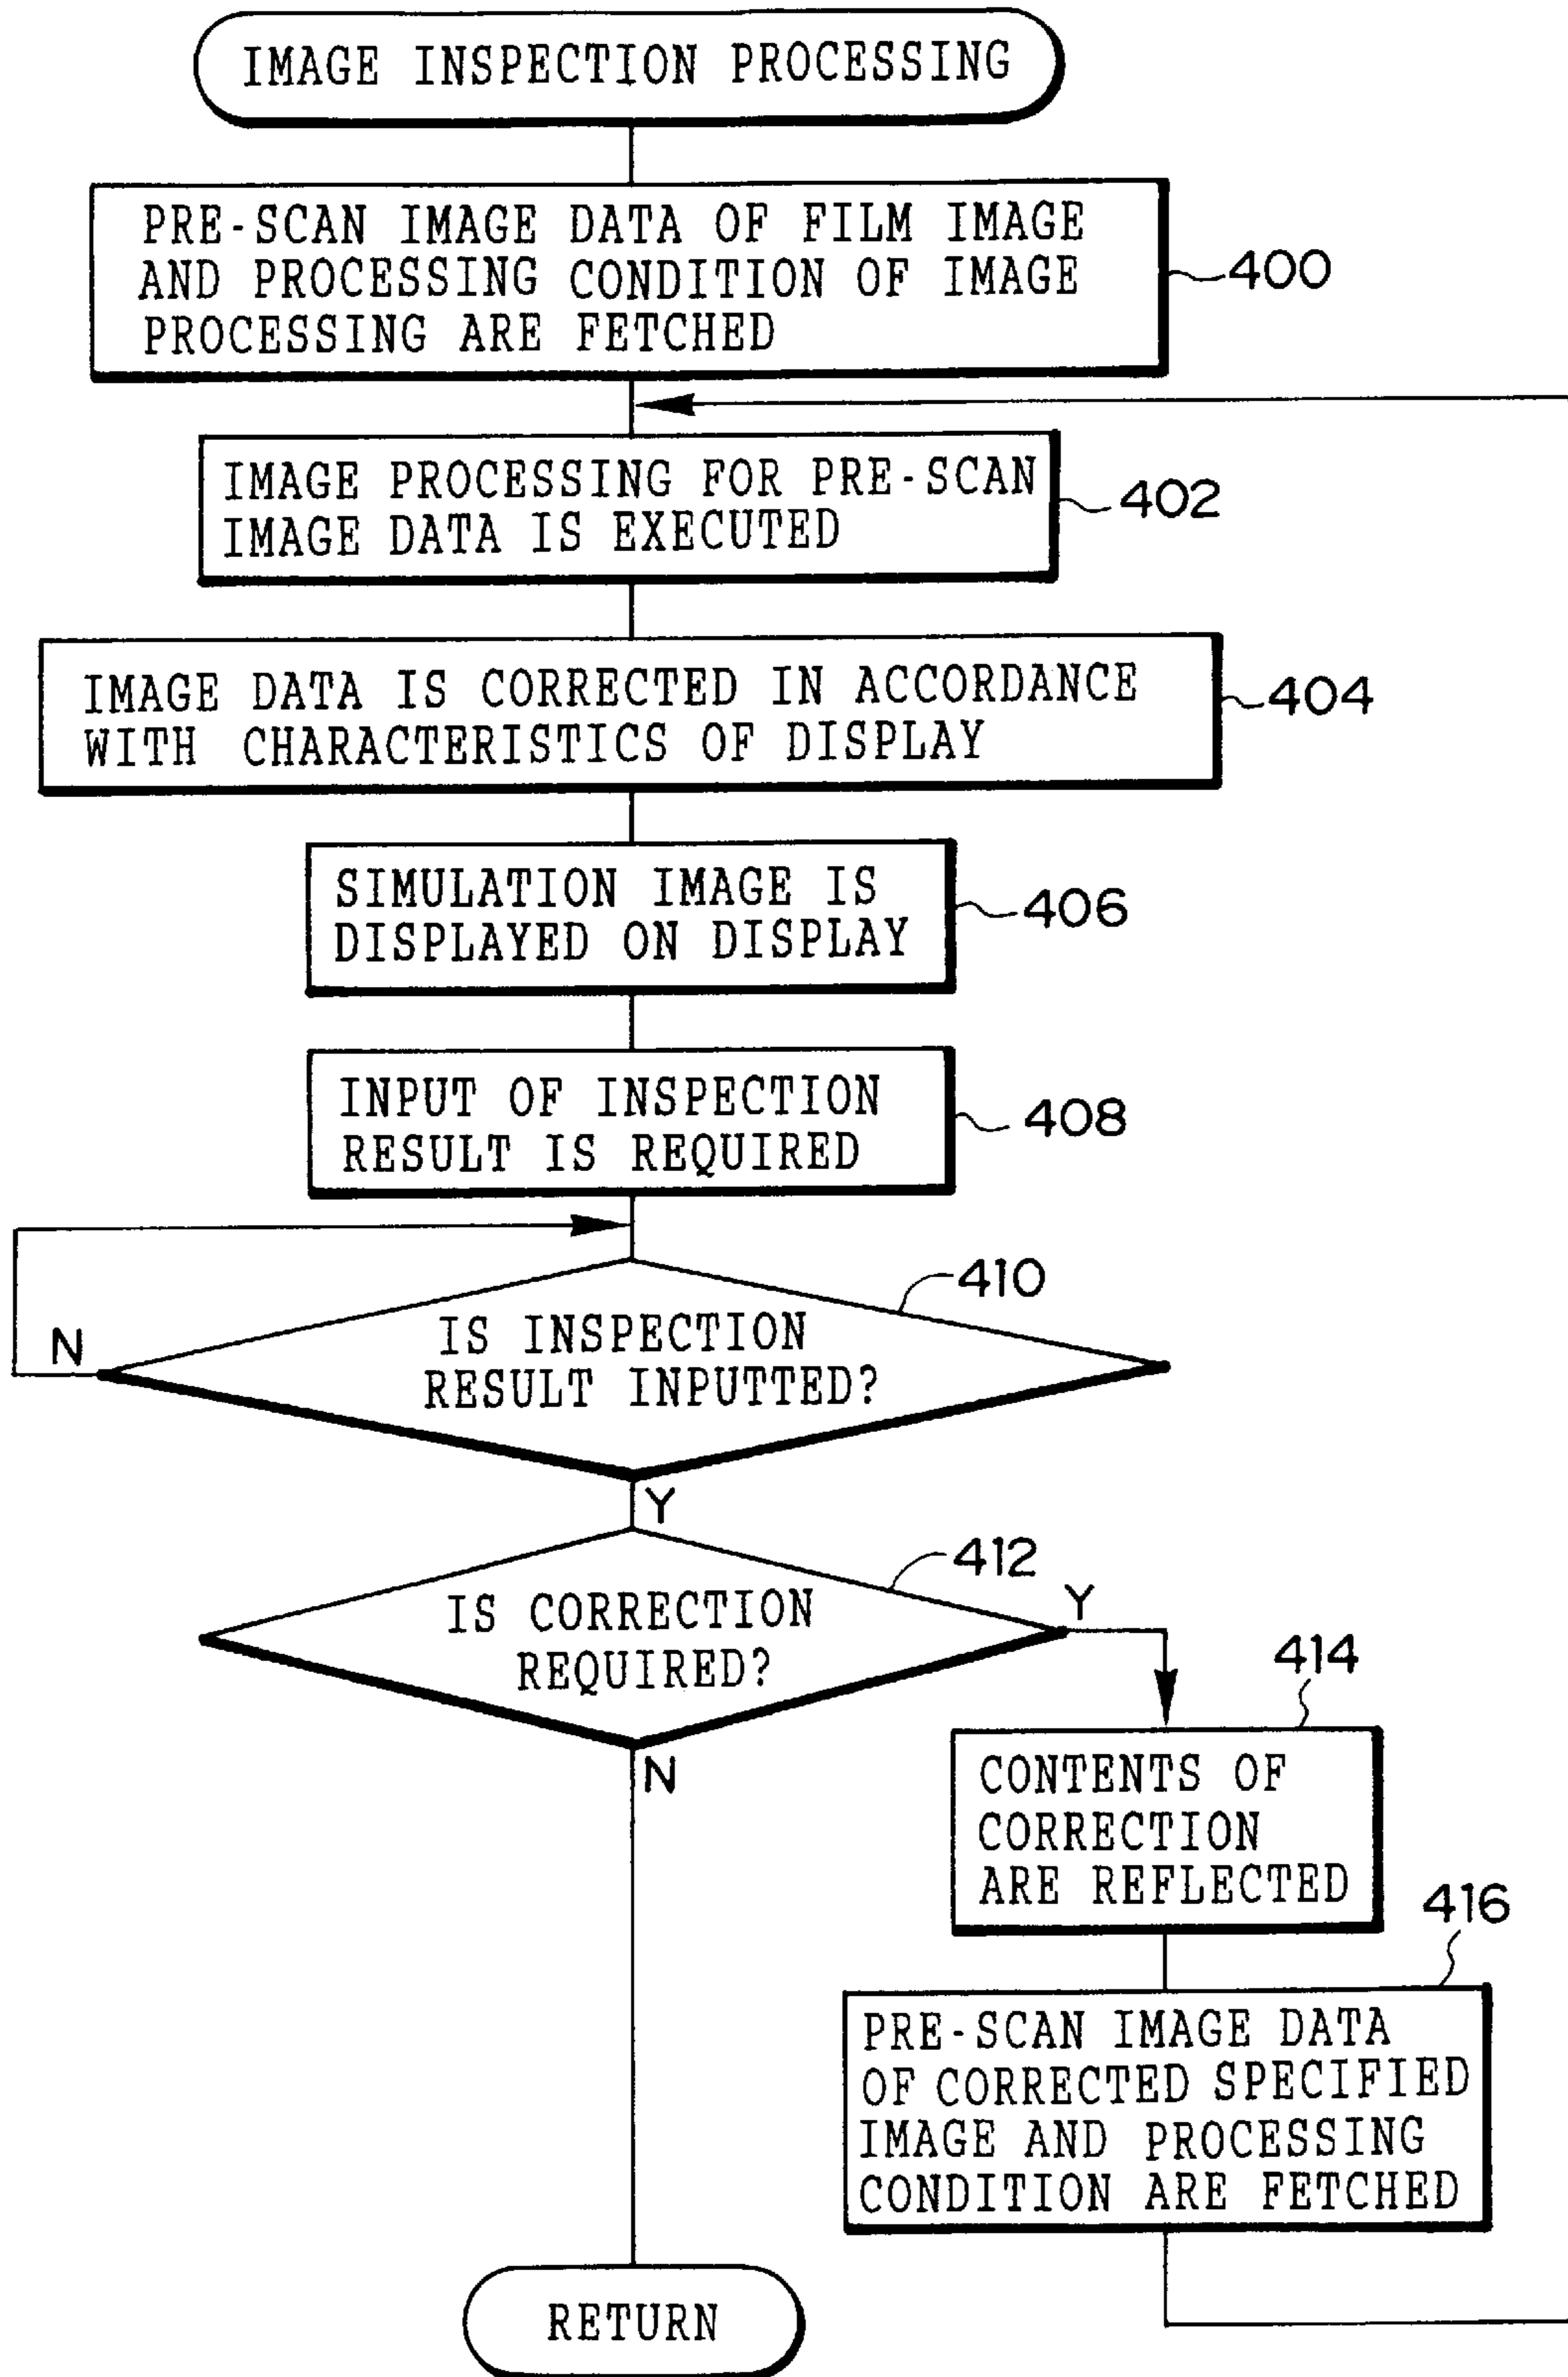 IMAGE INSPECTION PROCESSING
PRE-SCAN IMAGE DATA OF FILM IMAGE
AND PROCESSING CONDITION OF IMAGE
PROCESSING ARE FETCHED
400
IMAGE PROCESSING FOR PRE-SCAN
IMAGE DATA IS EXECUTED
402
IMAGE DATA IS CORRECTED IN ACCORDANCE
WITH CHARACTERISTICS OF DISPLAY
404
SIMULATION IMAGE IS
DISPLAYED ON DISPLAY
406
INPUT OF INSPECTION
RESULT IS REQUIRED
408
410
IS INSPECTION
RESULT INPUTTED?
N
Y
412
IS CORRECTION
REQUIRED?
Y
N
414
CONTENTS OF
CORRECTION
ARE REFLECTED
416
PRE-SCAN IMAGE DATA
OF CORRECTED SPECIFIED
IMAGE AND PROCESSING
CONDITION ARE FETCHED
RETURN